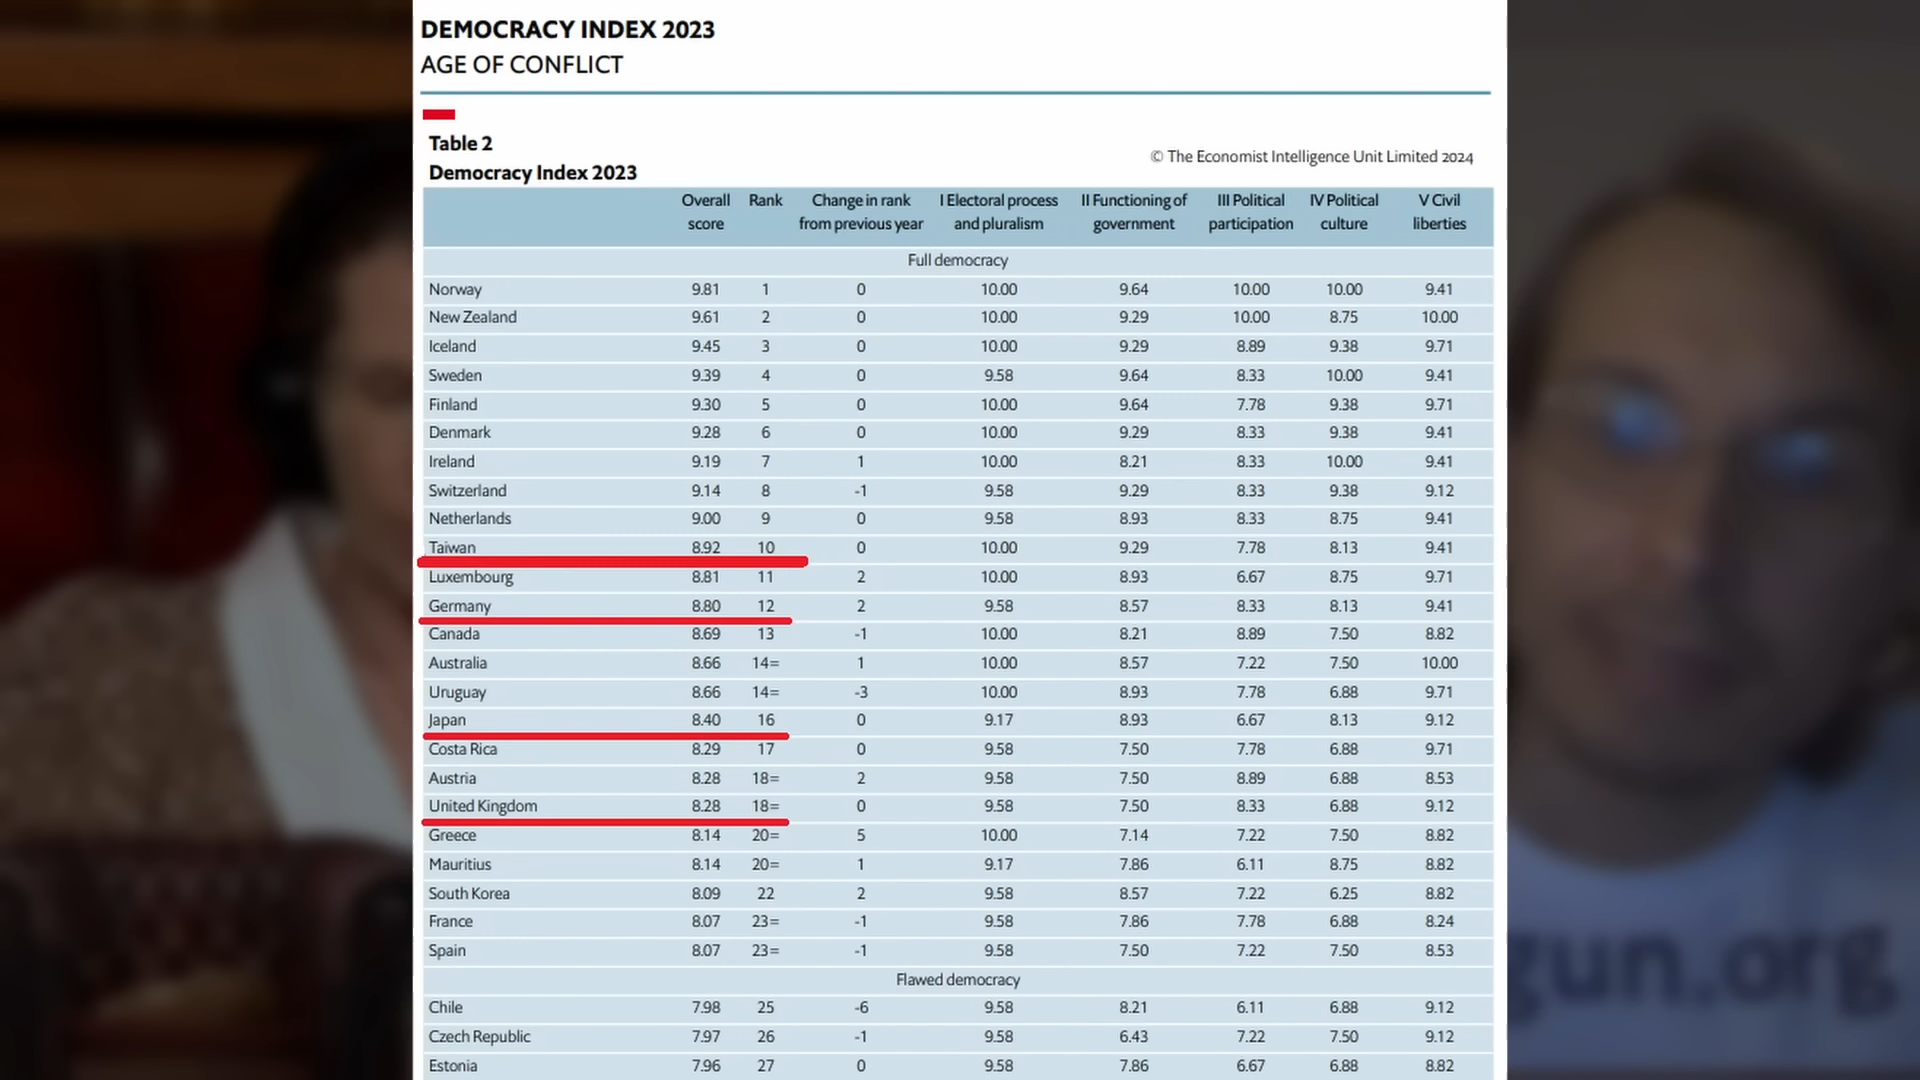 DEMOCRACY INDEX 2023
AGE OF CONFLICT
Table 2
© The Economist Intelligence Unit Limited 2024
Democracy Index 2023
Overall score Rank Change in rank from previous year I Electoral process and pluralism II Functioning of government III Political participation IV Political culture V Civil liberties
Full democracy
Norway 9.81 1 0 10.00 9.64 10.00 10.00 9.41
New Zealand 9.61 2 0 10.00 9.29 10.00 8.75 10.00
Iceland 9.45 3 0 10.00 9.29 8.89 9.38 9.71
Sweden 9.39 4 0 9.58 9.64 8.33 10.00 9.41
Finland 9.30 5 0 10.00 9.64 7.78 9.38 9.71
Denmark 9.28 6 0 10.00 9.29 8.33 9.38 9.41
Ireland 9.19 7 1 10.00 8.21 8.33 10.00 9.41
Switzerland 9.14 8 -1 9.58 9.29 8.33 9.38 9.12
Netherlands 9.00 9 0 9.58 8.93 8.33 8.75 9.41
Taiwan 8.92 10 0 10.00 9.29 7.78 8.13 9.41
Luxembourg 8.81 11 2 10.00 8.93 6.67 8.75 9.71
Germany 8.80 12 2 9.58 8.57 8.33 8.13 9.41
Canada 8.69 13 -1 10.00 8.21 8.89 7.50 8.82
Australia 8.66 14= 1 10.00 8.57 7.22 7.50 10.00
Uruguay 8.66 14= -3 10.00 8.93 7.78 6.88 9.71
Japan 8.40 16 0 9.17 8.93 6.67 8.13 9.12
Costa Rica 8.29 17 0 9.58 7.50 7.78 6.88 9.71
Austria 8.28 18= 2 9.58 7.50 8.89 6.88 8.53
United Kingdom 8.28 18= 0 9.58 7.50 8.33 6.88 9.12
Greece 8.14 20= 5 10.00 7.14 7.22 7.50 8.82
Mauritius 8.14 20= 1 9.17 7.86 6.11 8.75 8.82
South Korea 8.09 22 2 9.58 8.57 7.22 6.25 8.82
France 8.07 23= -1 9.58 7.86 7.78 6.88 8.24
Spain 8.07 23= -1 9.58 7.50 7.22 7.50 8.53
Flawed democracy
Chile 7.98 25 -6 9.58 8.21 6.11 6.88 9.12
Czech Republic 7.97 26 -1 9.58 6.43 7.22 7.50 9.12
Estonia 7.96 27 0 9.58 7.86 6.67 6.88 8.82
gun.org